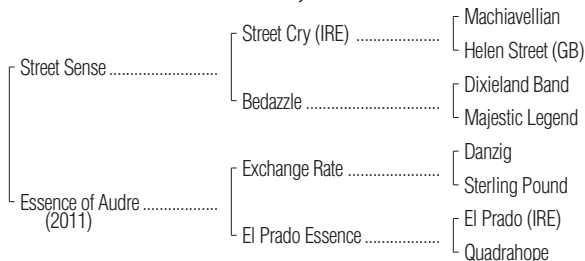 Machiavellian
Street Cry (IRE) ....................
Helen Street (GB)
Street Sense ..........................
Dixieland Band
Bedazzle ................................
Majestic Legend
Danzig
Exchange Rate ......................
Sterling Pound
Essence of Audre ..................
(2011)
El Prado (IRE)
El Prado Essence ..................
Quadrahope